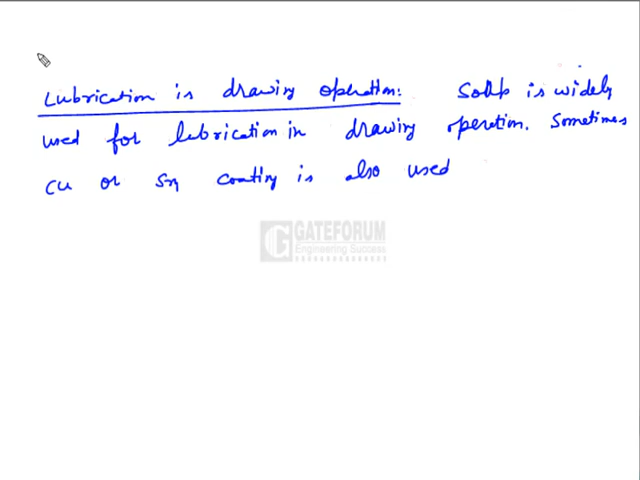 Lubrication is drawing operation: Soap is widely
used for lubrication in drawing operation. Sometimes
Cu or Sn coating is also used
GATEFORUM
Engineering Success